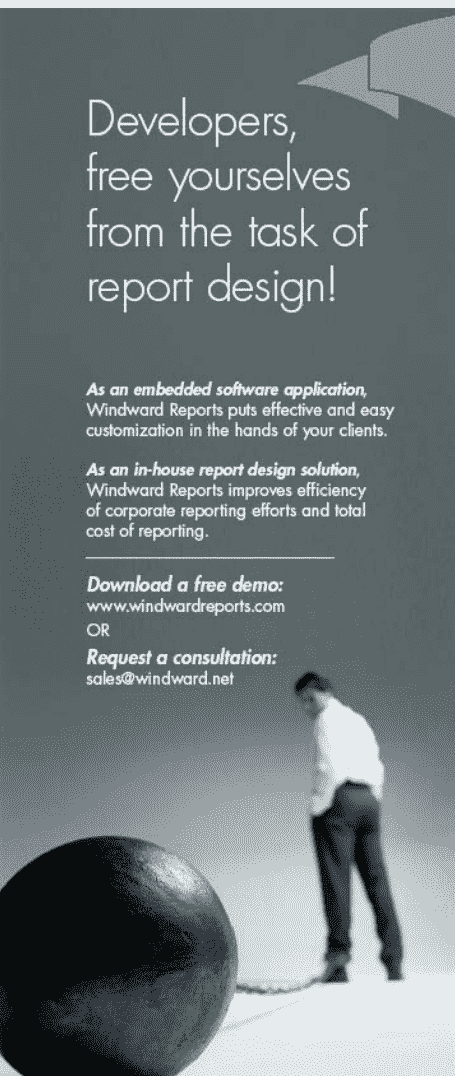 Developers,
free yourselves
from the task of
report design!
As an embedded software application,
Windward Reports puts effective and easy
customization in the hands of your clients.
As an in-house report design solution,
Windward Reports improves efficiency
of corporate reporting efforts and total
cost of reporting.
Download a free demo:
www.windwardreports.com
OR
Request a consultation:
sales@windward.net